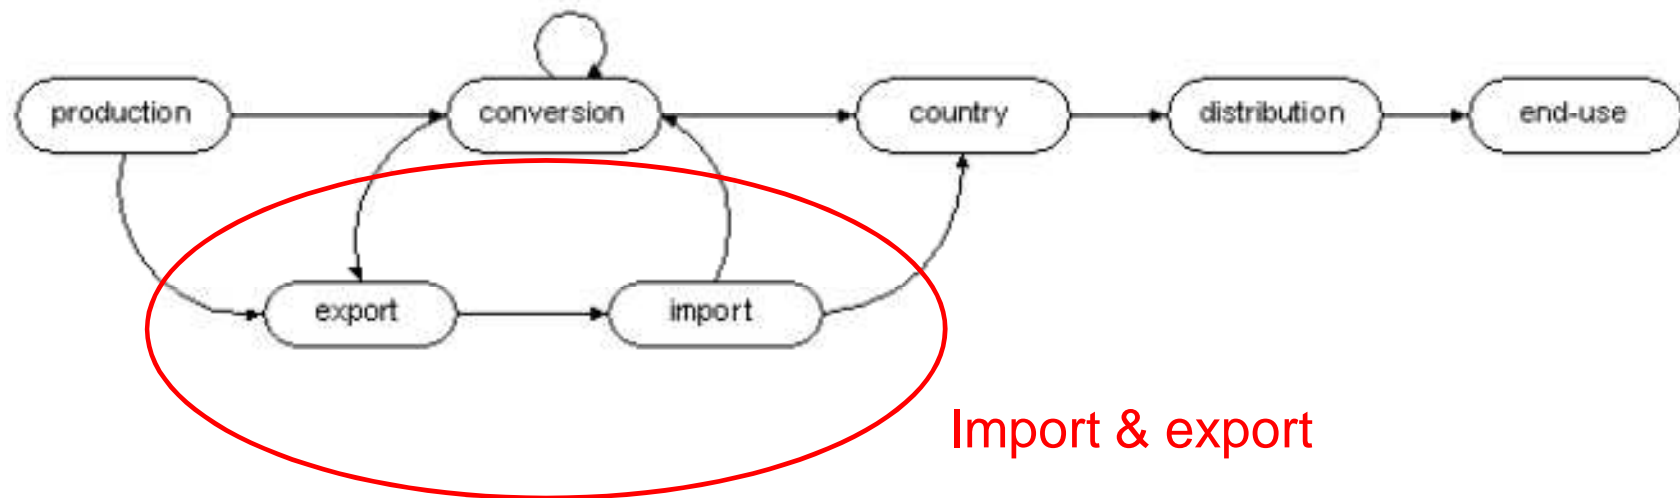 production
conversion
country
distribution
end-use
export
import
Import & export